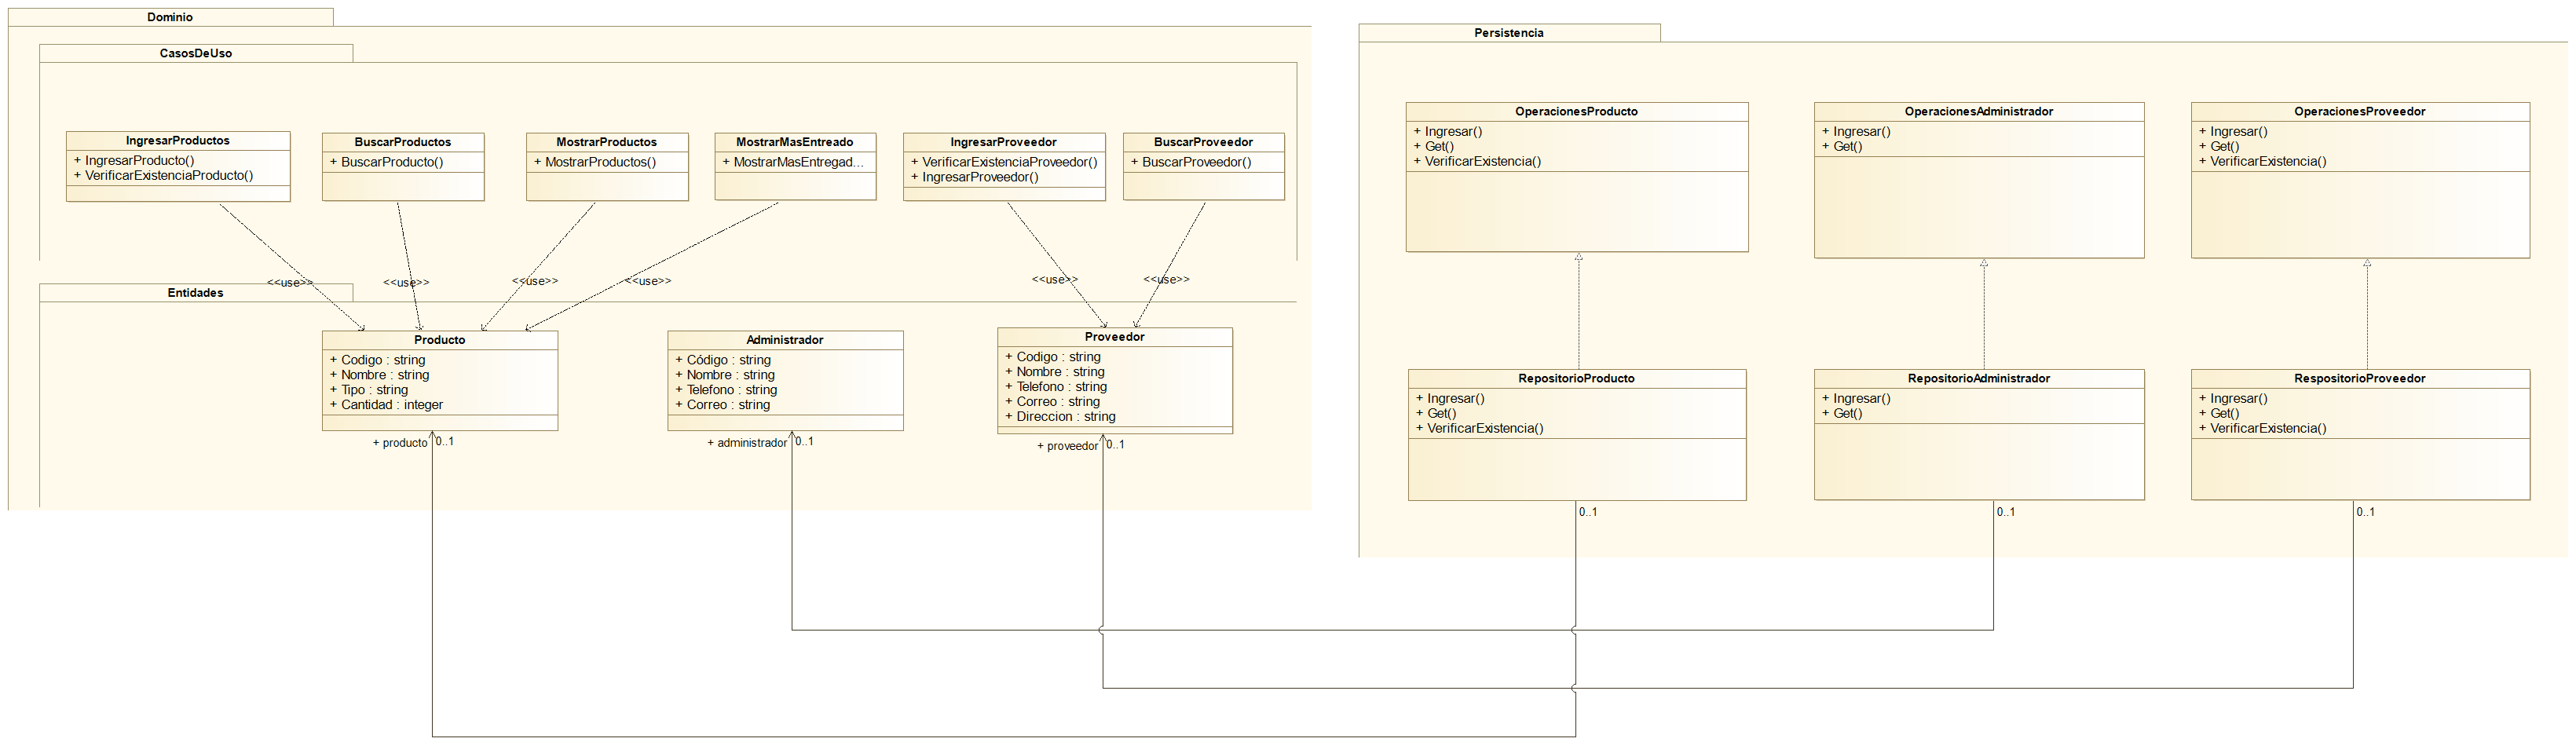 Dominio
CasosDeUso
IngresarProductos
+ IngresarProducto()
+ VerificarExistenciaProducto()
BuscarProductos
+ BuscarProducto()
MostrarProductos
+ MostrarProductos()
MostrarMasEntreado
+ MostrarMasEntregad...
IngresarProveedor
+ VerificarExistenciaProveedor()
+ IngresarProveedor()
BuscarProveedor
+ BuscarProveedor()
<<use>>
<<use>>
<<use>>
<<use>>
<<use>>
<<use>>
Entidades
Producto
+ Codigo : string
+ Nombre : string
+ Tipo : string
+ Cantidad : integer
+ producto
0..1
Administrador
+ Código : string
+ Nombre : string
+ Telefono : string
+ Correo : string
+ administrador
0..1
Proveedor
+ Codigo : string
+ Nombre : string
+ Telefono : string
+ Correo : string
+ Direccion : string
+ proveedor
0..1
Persistencia
OperacionesProducto
+ Ingresar()
+ Get()
+ VerificarExistencia()
OperacionesAdministrador
+ Ingresar()
+ Get()
OperacionesProveedor
+ Ingresar()
+ Get()
+ VerificarExistencia()
RepositorioProducto
+ Ingresar()
+ Get()
+ VerificarExistencia()
0..1
RepositorioAdministrador
+ Ingresar()
+ Get()
0..1
RespositorioProveedor
+ Ingresar()
+ Get()
+ VerificarExistencia()
0..1